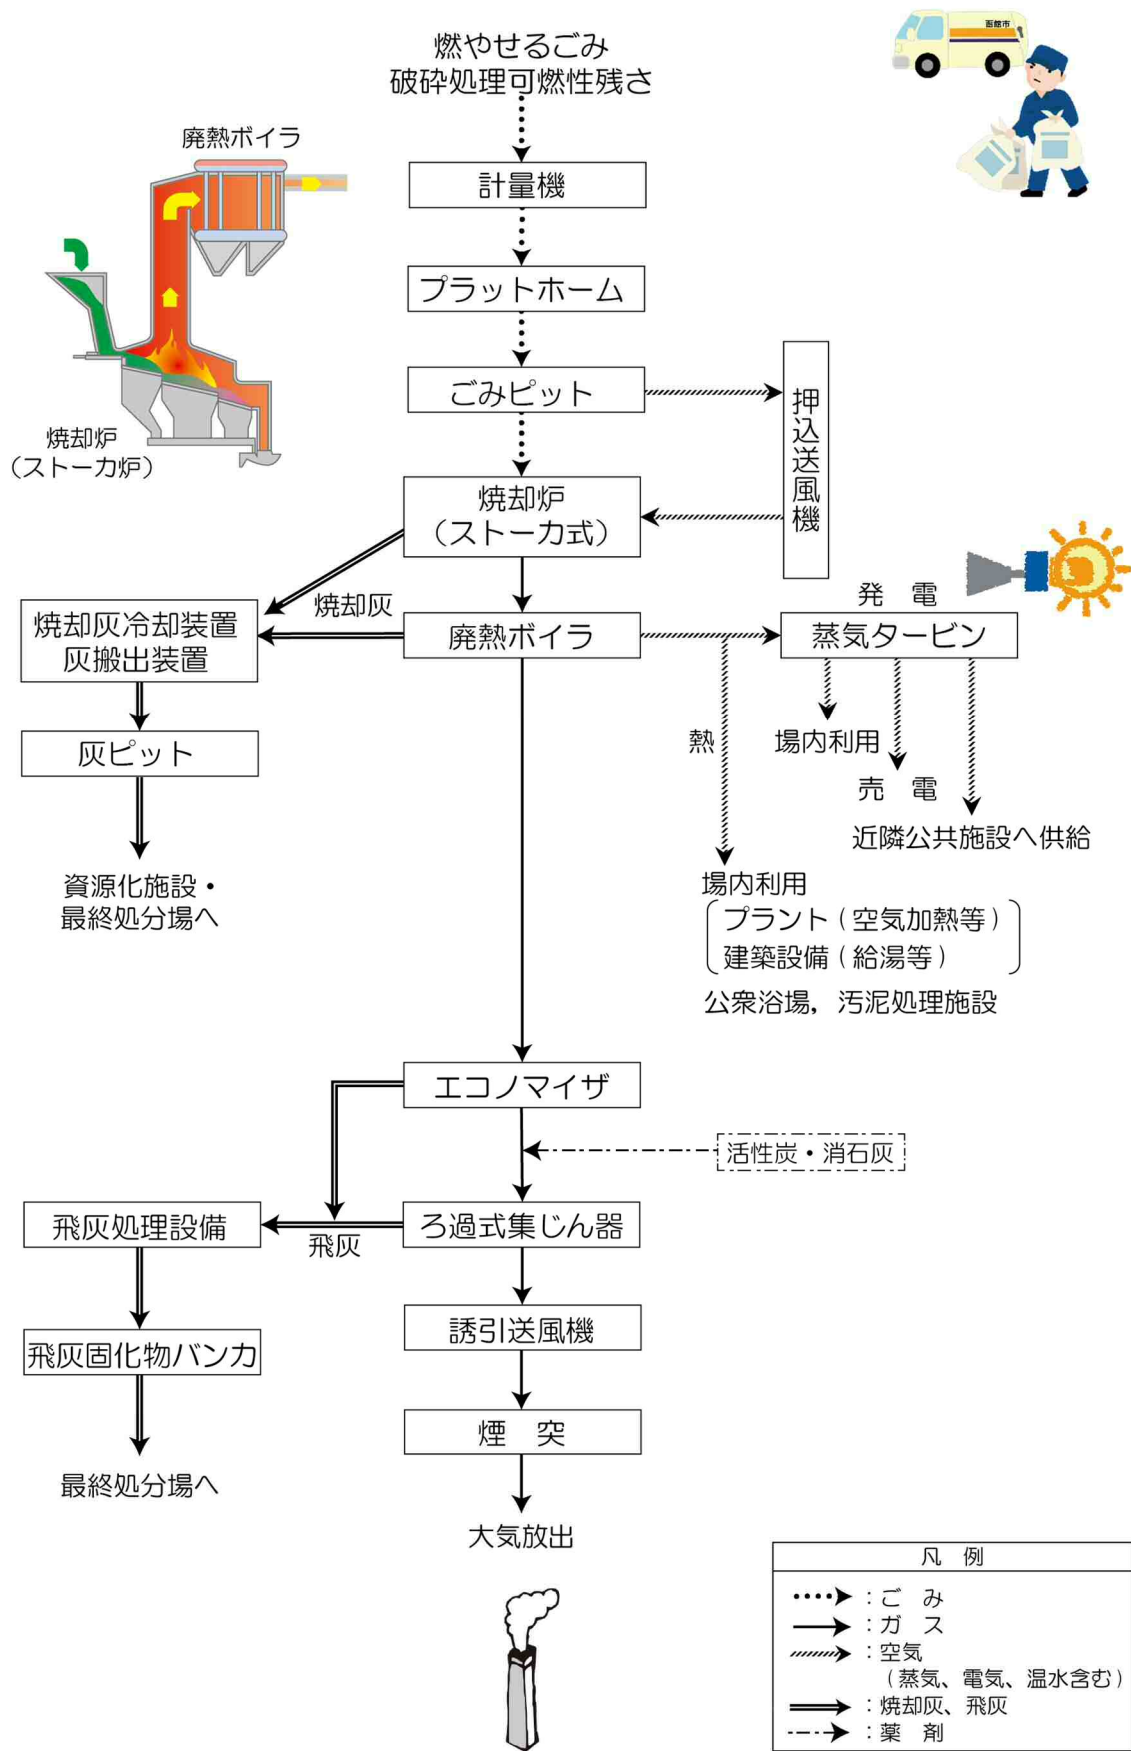 函館市
燃やせるごみ
破砕処理可燃性残さ
廃熱ボイラ
計量機
プラットホーム
ごみピット
押込送風機
焼却炉
（ストーカ炉）
焼却炉
（ストーカ式）
焼却灰
発　電
焼却灰冷却装置
灰搬出装置
廃熱ボイラ
蒸気タービン
灰ピット
熱
場内利用
売　電
近隣公共施設へ供給
資源化施設・
最終処分場へ
場内利用
プラント（空気加熱等）
建築設備（給湯等）
公衆浴場，汚泥処理施設
エコノマイザ
活性炭・消石灰
飛灰処理設備
飛灰
ろ過式集じん器
誘引送風機
飛灰固化物バンカ
煙　突
最終処分場へ
大気放出
凡　例
：ご　み
：ガ　ス
：空気
（蒸気、電気、温水含む）
：焼却灰、飛灰
：薬　剤